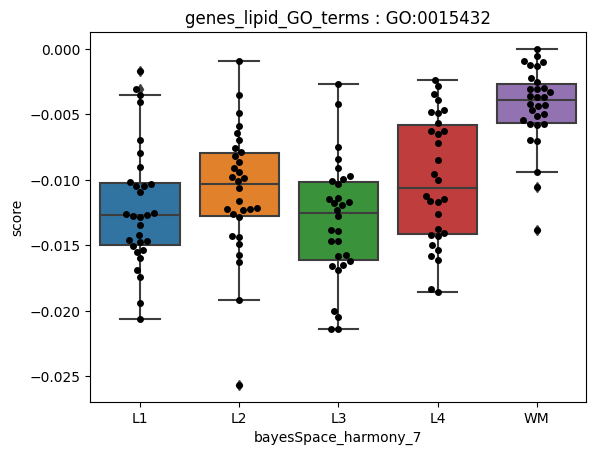 genes_lipid_GO_terms : GO:0015432
0.000
−0.005
−0.010
−0.015
−0.020
−0.025
score
L1 L2 L3 L4 WM
bayesSpace_harmony_7